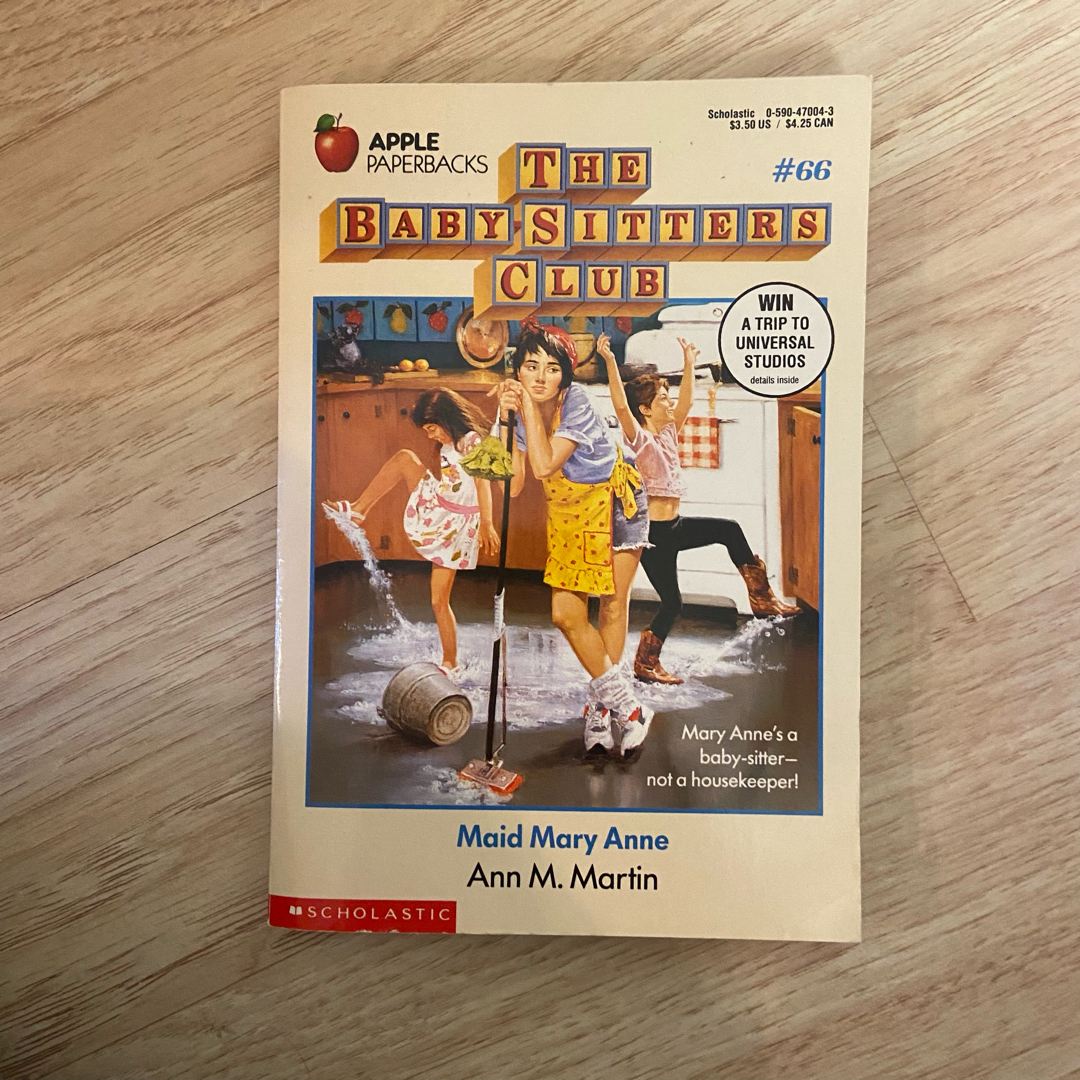 APPLE
PAPERBACKS
Scholastic 0-590-47004-3
$3.50 US / $4.25 CAN
#66
THE
BABY-SITTERS
CLUB
WIN
A TRIP TO
UNIVERSAL
STUDIOS
details inside
Mary Anne's a
baby-sitter—
not a housekeeper!
Maid Mary Anne
Ann M. Martin
SCHOLASTIC